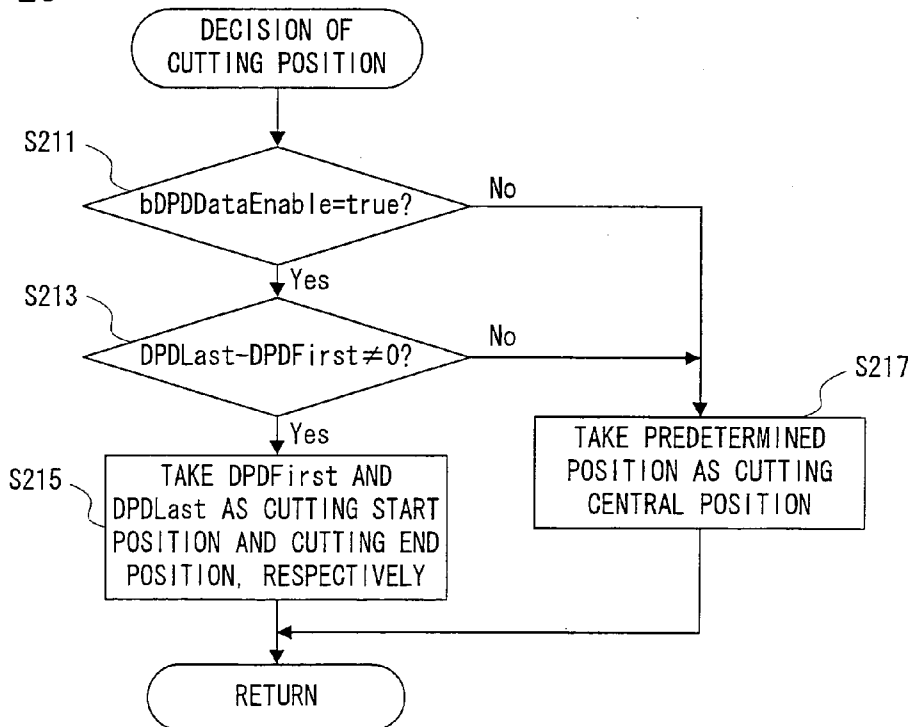 DECISION OF
CUTTING POSITION
S211
bDPDDataEnable=true?
No
Yes
S213
DPDLast-DPDFirst≠0?
No
Yes
S217
TAKE PREDETERMINED
POSITION AS CUTTING
CENTRAL POSITION
S215
TAKE DPDFirst AND
DPDLast AS CUTTING START
POSITION AND CUTTING END
POSITION, RESPECTIVELY
RETURN